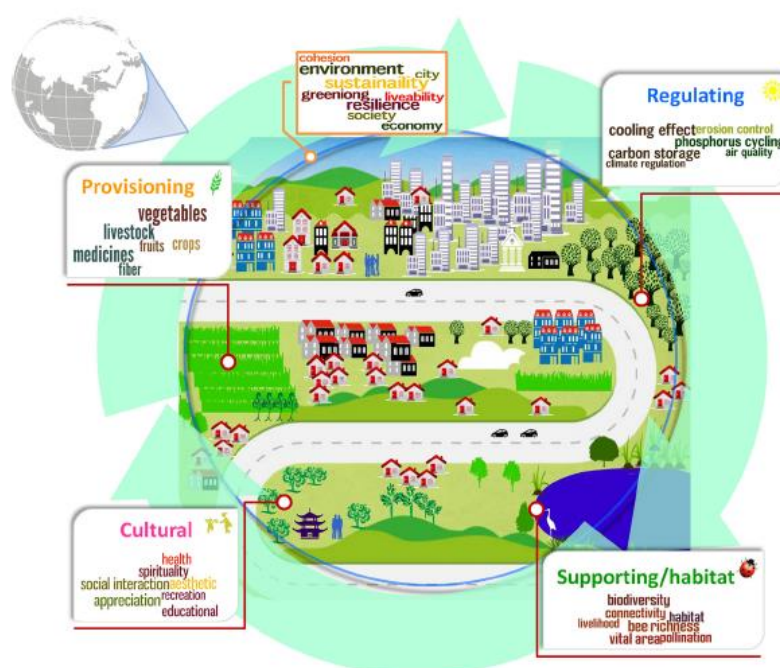 cohesion
environment city
sustainaility
greeniong liveability
resilience
society
economy
Regulating
cooling effect erosion control
phosphorus cycling
carbon storage air quality
climate regulation
Provisioning
vegetables
livestock
fruits crops
medicines
fiber
Cultural
health
spirituality
social interaction aesthetic
appreciation recreation
educational
Supporting/habitat
biodiversity
connectivity habitat
livelihood bee richness
vital area pollination